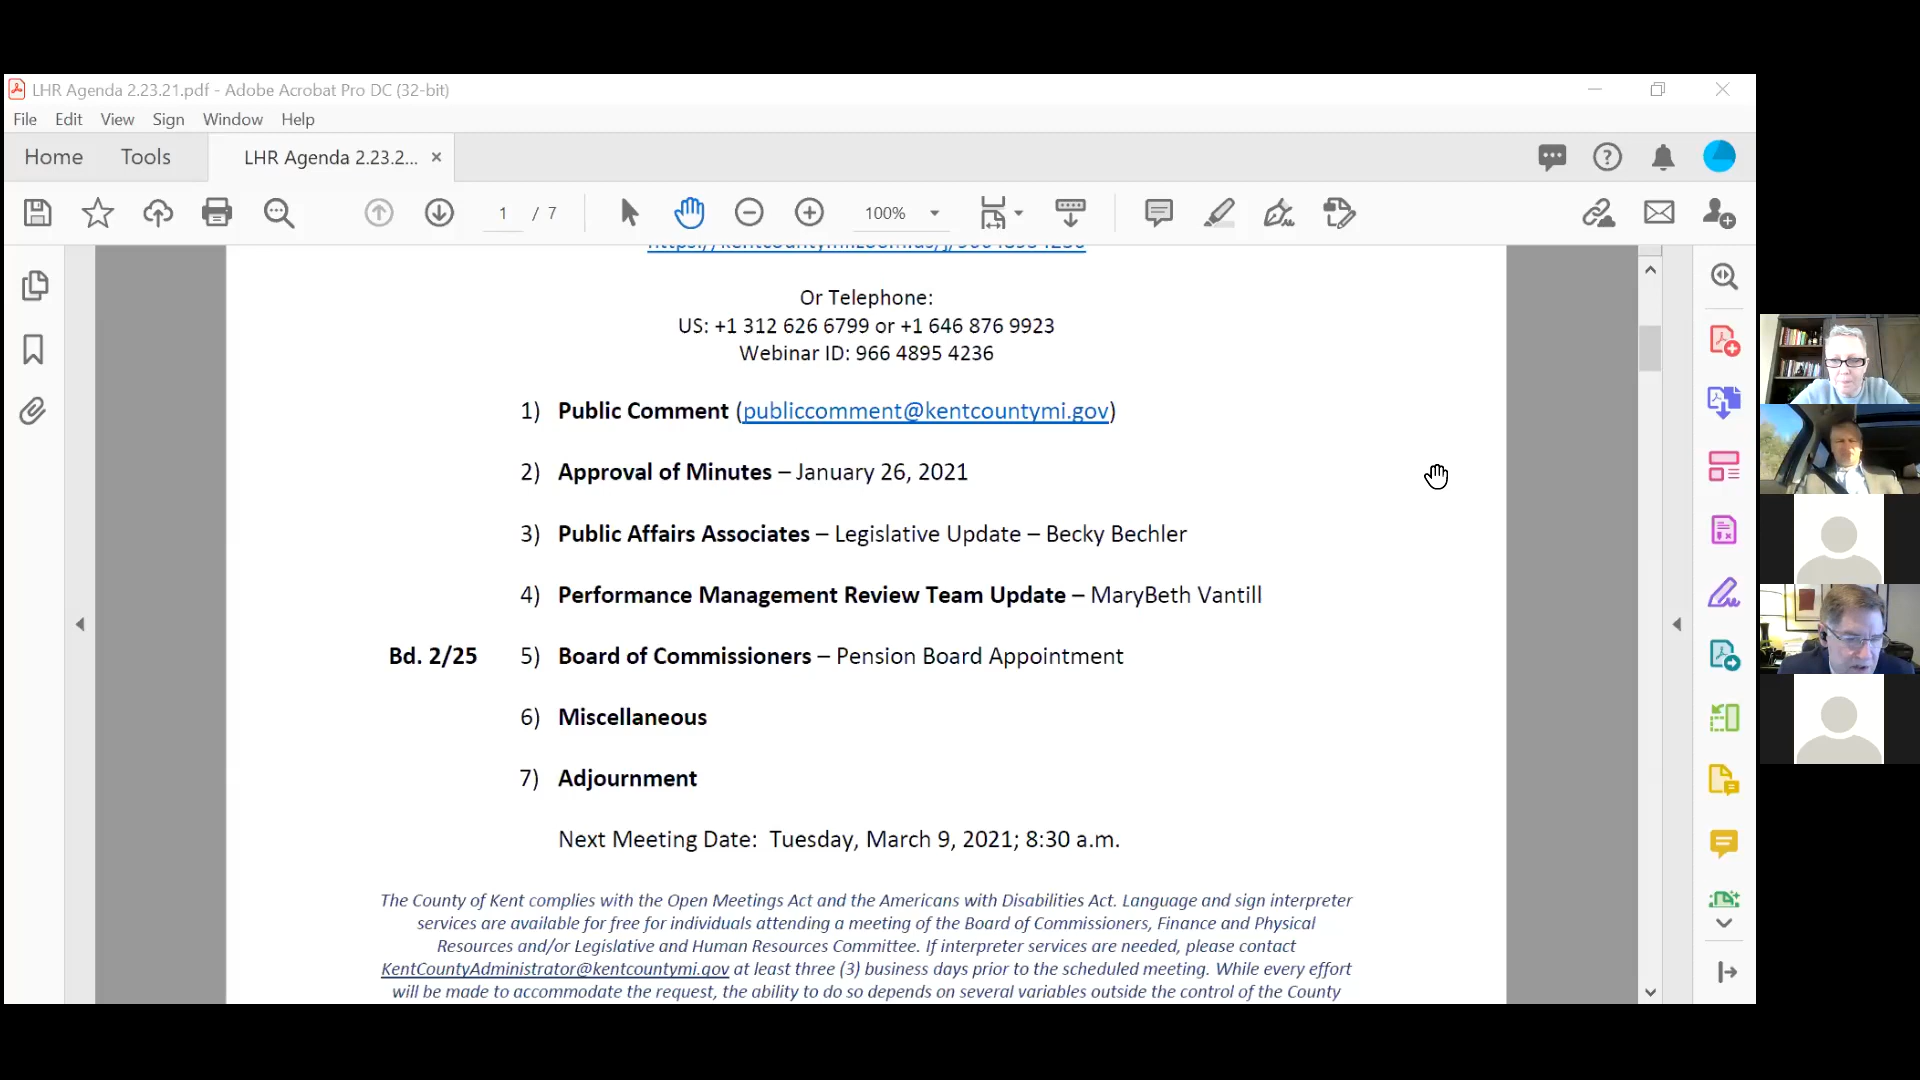 LHR Agenda 2.23.21.pdf - Adobe Acrobat Pro DC (32-bit)
File Edit View Sign Window Help
Home Tools LHR Agenda 2.23.2... ×
1 / 7 100%
Or Telephone:
US: +1 312 626 6799 or +1 646 876 9923
Webinar ID: 966 4895 4236
1) Public Comment (publiccomment@kentcountymi.gov)
2) Approval of Minutes – January 26, 2021
3) Public Affairs Associates – Legislative Update – Becky Bechler
4) Performance Management Review Team Update – MaryBeth Vantill
Bd. 2/25 5) Board of Commissioners – Pension Board Appointment
6) Miscellaneous
7) Adjournment
Next Meeting Date: Tuesday, March 9, 2021; 8:30 a.m.
The County of Kent complies with the Open Meetings Act and the Americans with Disabilities Act. Language and sign interpreter
services are available for free for individuals attending a meeting of the Board of Commissioners, Finance and Physical
Resources and/or Legislative and Human Resources Committee. If interpreter services are needed, please contact
KentCountyAdministrator@kentcountymi.gov at least three (3) business days prior to the scheduled meeting. While every effort
will be made to accommodate the request, the ability to do so depends on several variables outside the control of the County